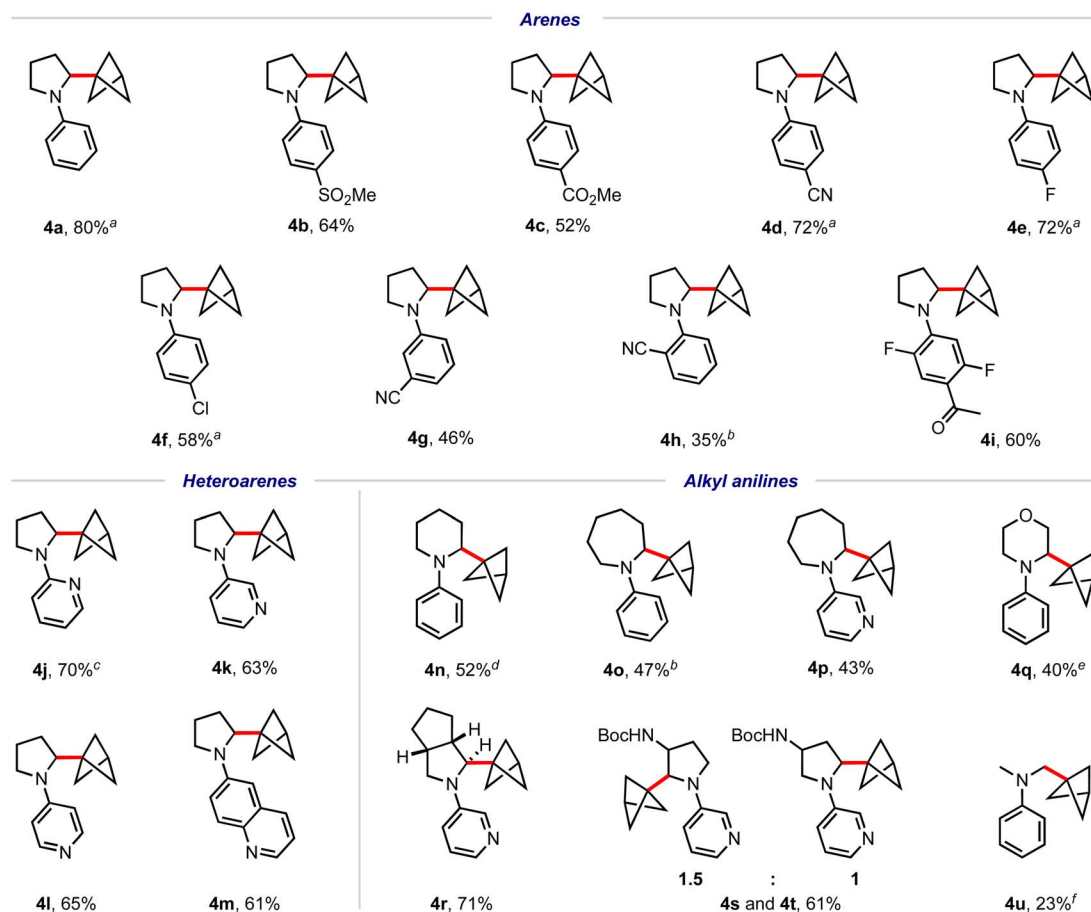 Arenes
N N N N N
SO₂Me CO₂Me CN F
4a, 80%ᵃ 4b, 64% 4c, 52% 4d, 72%ᵃ 4e, 72%ᵃ
N N N N
Cl NC NC F F O
4f, 58%ᵃ 4g, 46% 4h, 35%ᵇ 4i, 60%
Heteroarenes Alkyl anilines
N N N N N N N N O N
4j, 70%ᶜ 4k, 63% 4n, 52%ᵈ 4o, 47%ᵇ 4p, 43% 4q, 40%ᵉ
N N N N H H N N BocHN N N BocHN N N N
1.5 : 1
4l, 65% 4m, 61% 4r, 71% 4s and 4t, 61% 4u, 23%ᶠ